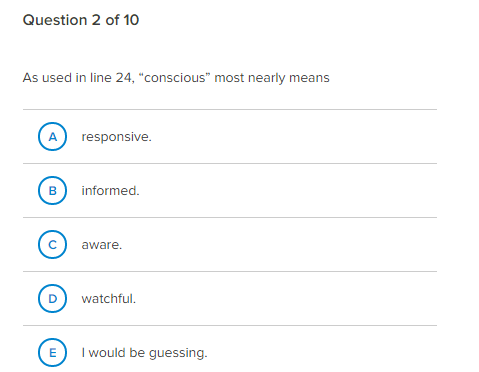 Question 2 of 10
As used in line 24, “conscious” most nearly means
A responsive.
B informed.
C aware.
D watchful.
E I would be guessing.